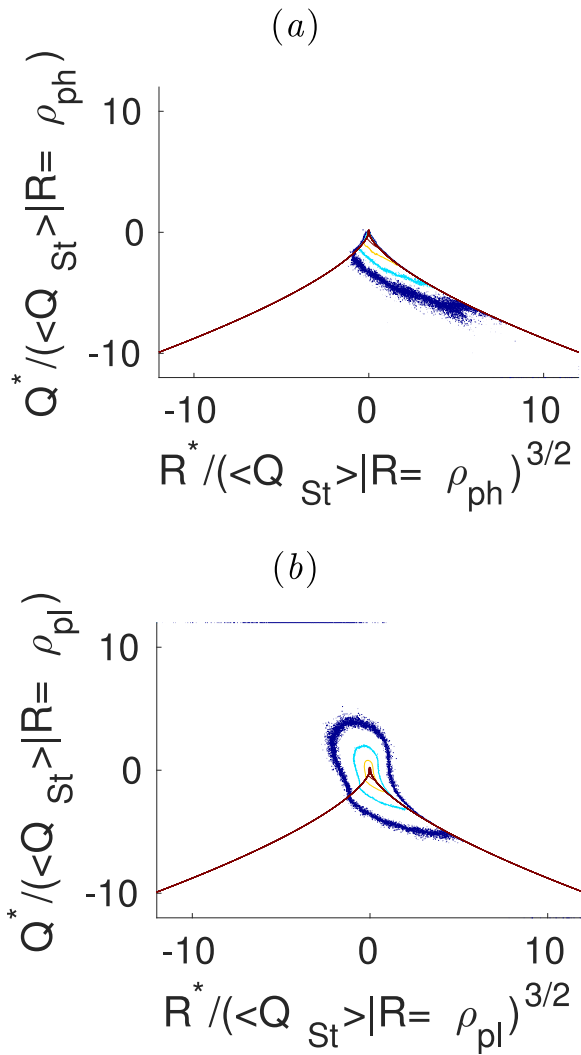 (a)
Q*/(<Q St>|R= ρph)
10
0
-10
-10 0 10
R*/(<Q St>|R= ρph)3/2
(b)
Q*/(<Q St>|R= ρpl)
10
0
-10
-10 0 10
R*/(<Q St>|R= ρpl)3/2